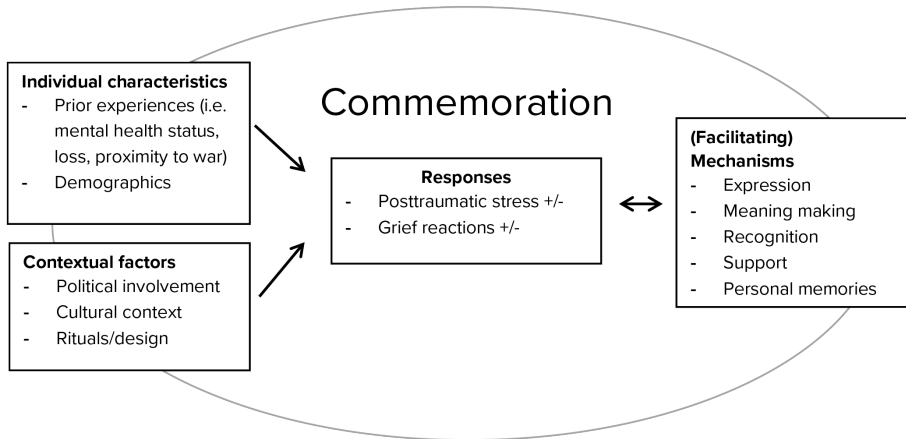 Commemoration
Individual characteristics
- Prior experiences (i.e.
mental health status,
loss, proximity to war)
- Demographics
Contextual factors
- Political involvement
- Cultural context
- Rituals/design
Responses
- Posttraumatic stress +/-
- Grief reactions +/-
(Facilitating)
Mechanisms
- Expression
- Meaning making
- Recognition
- Support
- Personal memories